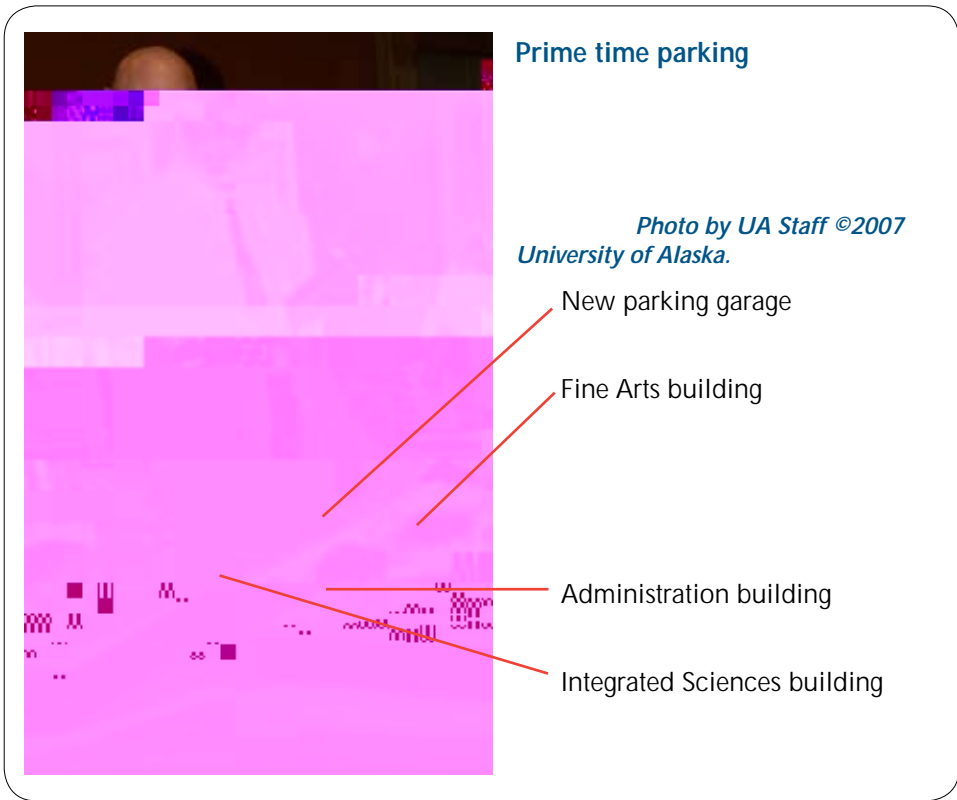 Prime time parking
Photo by UA Staff ©2007
University of Alaska.
New parking garage
Fine Arts building
Administration building
Integrated Sciences building